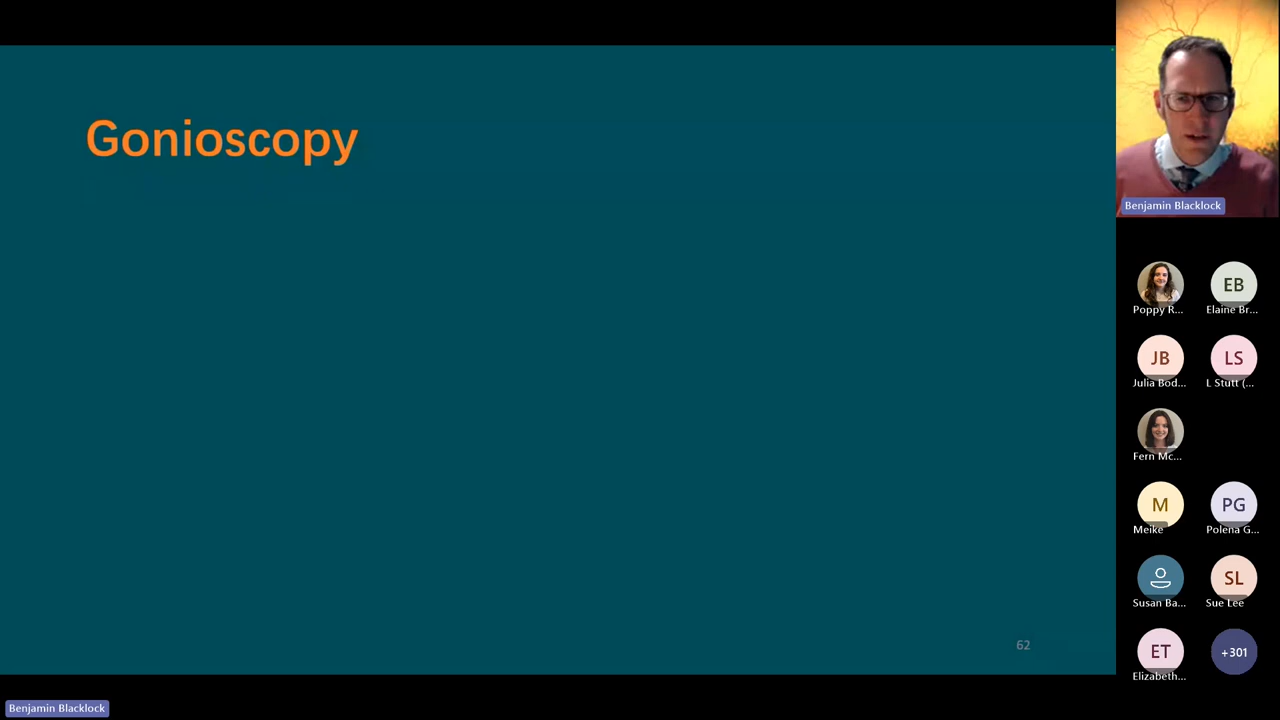 Gonioscopy
62
Benjamin Blacklock
Poppy R...
EB
Elaine Br...
JB
Julia Bod...
LS
L Stutt (...
Fern Mc...
M
Meike
PG
Polena G...
Susan Ba...
SL
Sue Lee
ET
Elizabeth...
+301
Benjamin Blacklock